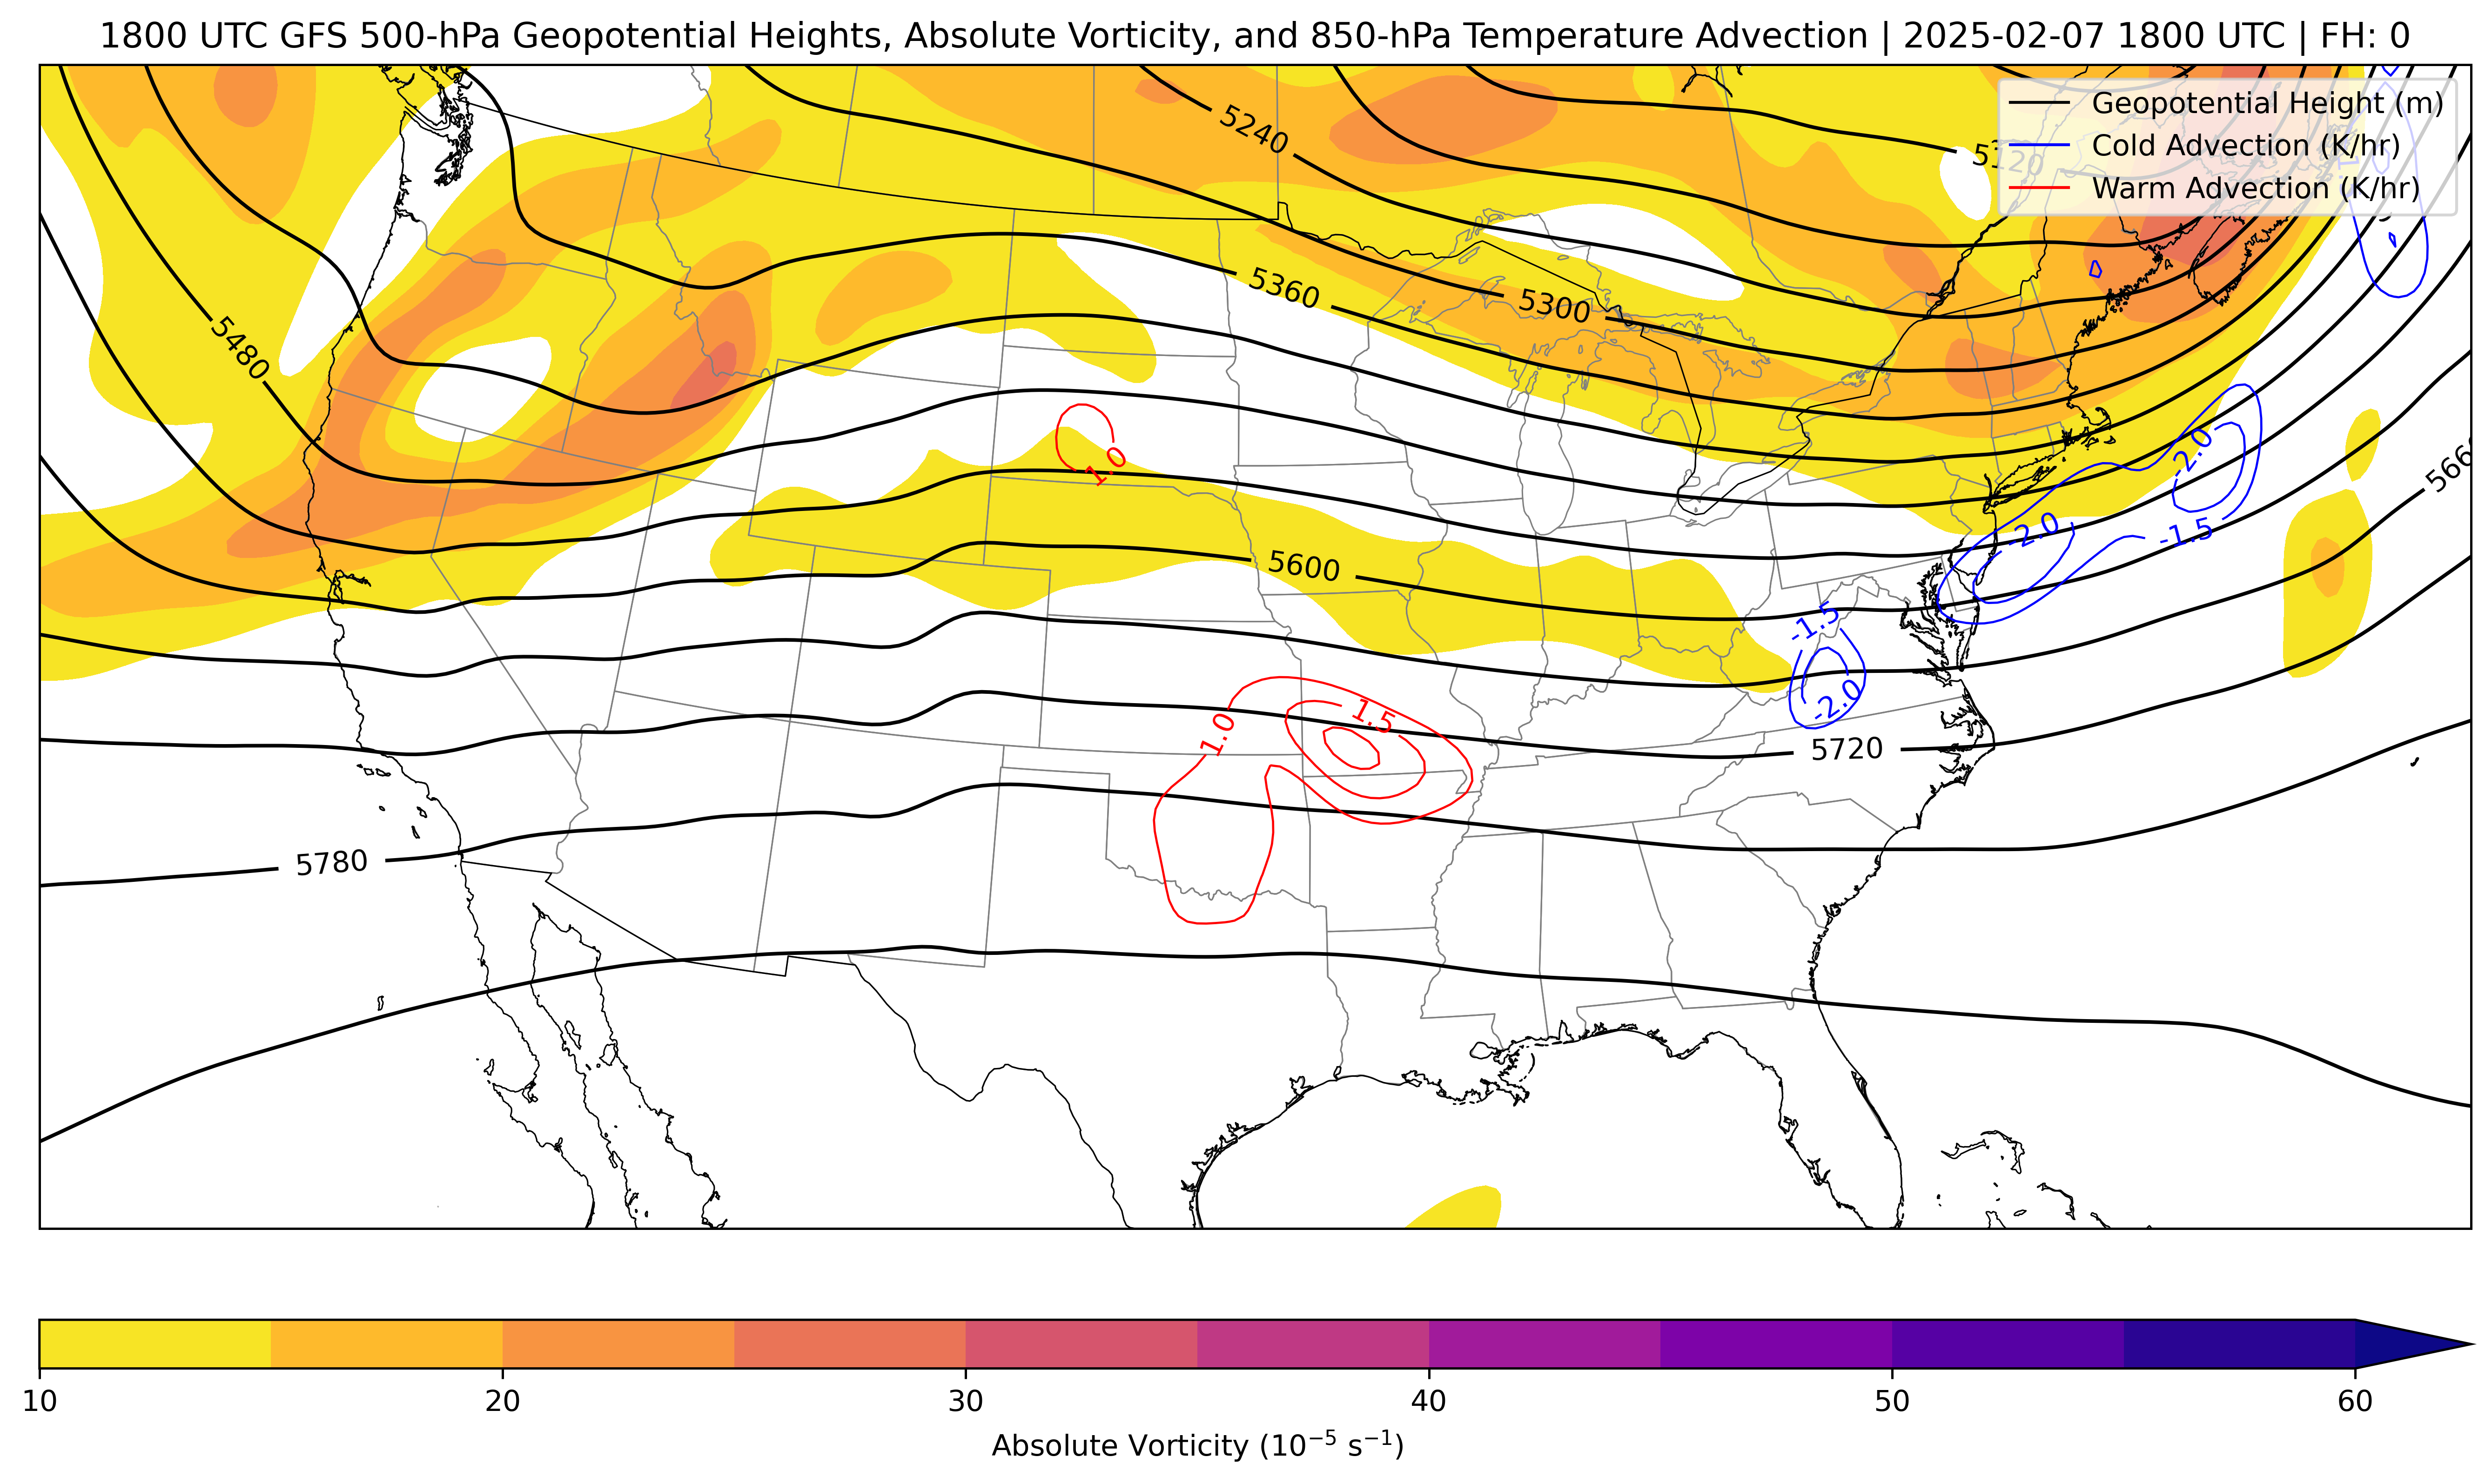 1800 UTC GFS 500-hPa Geopotential Heights, Absolute Vorticity, and 850-hPa Temperature Advection | 2025-02-07 1800 UTC | FH: 0
Geopotential Height (m)
Cold Advection (K/hr)
Warm Advection (K/hr)
5240
5320
5360
5300
5480
1.0
-2.0
5660
-2.0
-1.5
5600
-1.5
-2.0
1.0
1.5
5720
5780
10 20 30 40 50 60
Absolute Vorticity (10⁻⁵ s⁻¹)